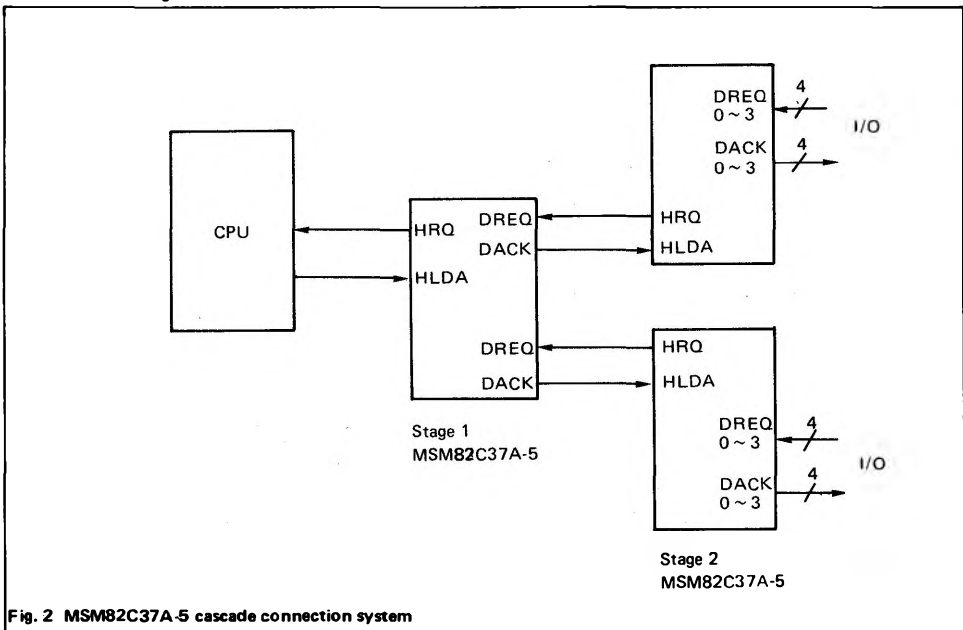 CPU
HRQ
HLDA
DREQ
DACK
DREQ
DACK
Stage 1
MSM82C37A-5
DREQ
0 ~ 3
4
I/O
DACK
0 ~ 3
4
HRQ
HLDA
HRQ
HLDA
DREQ
0 ~ 3
4
I/O
DACK
0 ~ 3
4
Stage 2
MSM82C37A-5
Fig. 2 MSM82C37A-5 cascade connection system